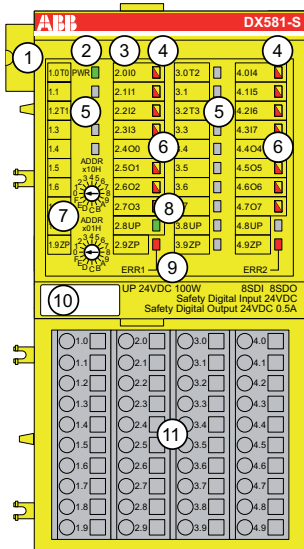 ABB DX581-S
1 2 3 4 4
1.0T0 PWR 2.0I0 3.0T2 4.0I4
1.1 2.1I1 3.1 4.1I5
1.2T1 5 2.2I2 3.2T3 5 4.2I6
1.3 2.3I3 3.3 4.3I7
2.4O0 6 .4 4.4O4 6
1.5 2.5O1 3.5 4.5O5
1.6 2.6O2 3.6 4.6O6
7 2.7O3 8 7 4.7O7
2.8UP 3.8UP 4.8UP
1.9ZP 2.9ZP 3.9ZP 4.9ZP
ADDR
x10H
ADDR
x01H
ERR1 9 ERR2
10 UP 24VDC 100W 8SDI 8SDO
Safety Digital Input 24VDC
Safety Digital Output 24VDC 0.5A
1.0 2.0 3.0 4.0
1.1 2.1 3.1 4.1
1.2 2.2 3.2 4.2
1.3 2.3 3.3 4.3
1.4 2.4 3.4 4.4
1.5 2.5 11 3.5 4.5
1.6 2.6 3.6 4.6
1.7 2.7 3.7 4.7
1.8 2.8 3.8 4.8
1.9 2.9 3.9 4.9